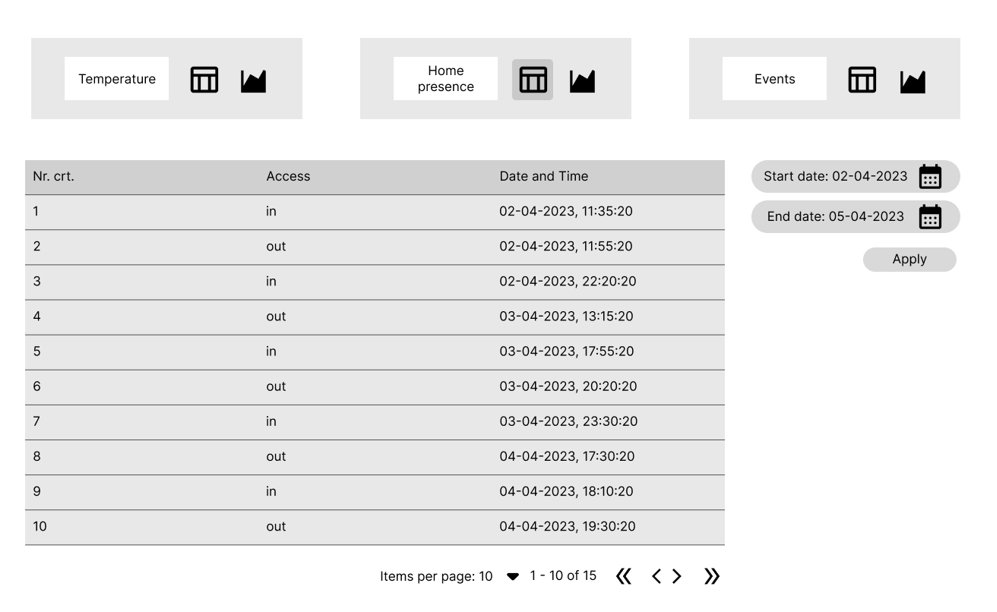 Temperature
Home
presence
Events
Nr. crt. Access Date and Time
1 in 02-04-2023, 11:35:20
2 out 02-04-2023, 11:55:20
3 in 02-04-2023, 22:20:20
4 out 03-04-2023, 13:15:20
5 in 03-04-2023, 17:55:20
6 out 03-04-2023, 20:20:20
7 in 03-04-2023, 23:30:20
8 out 04-04-2023, 17:30:20
9 in 04-04-2023, 18:10:20
10 out 04-04-2023, 19:30:20
Start date: 02-04-2023
End date: 05-04-2023
Apply
Items per page: 10 1 - 10 of 15